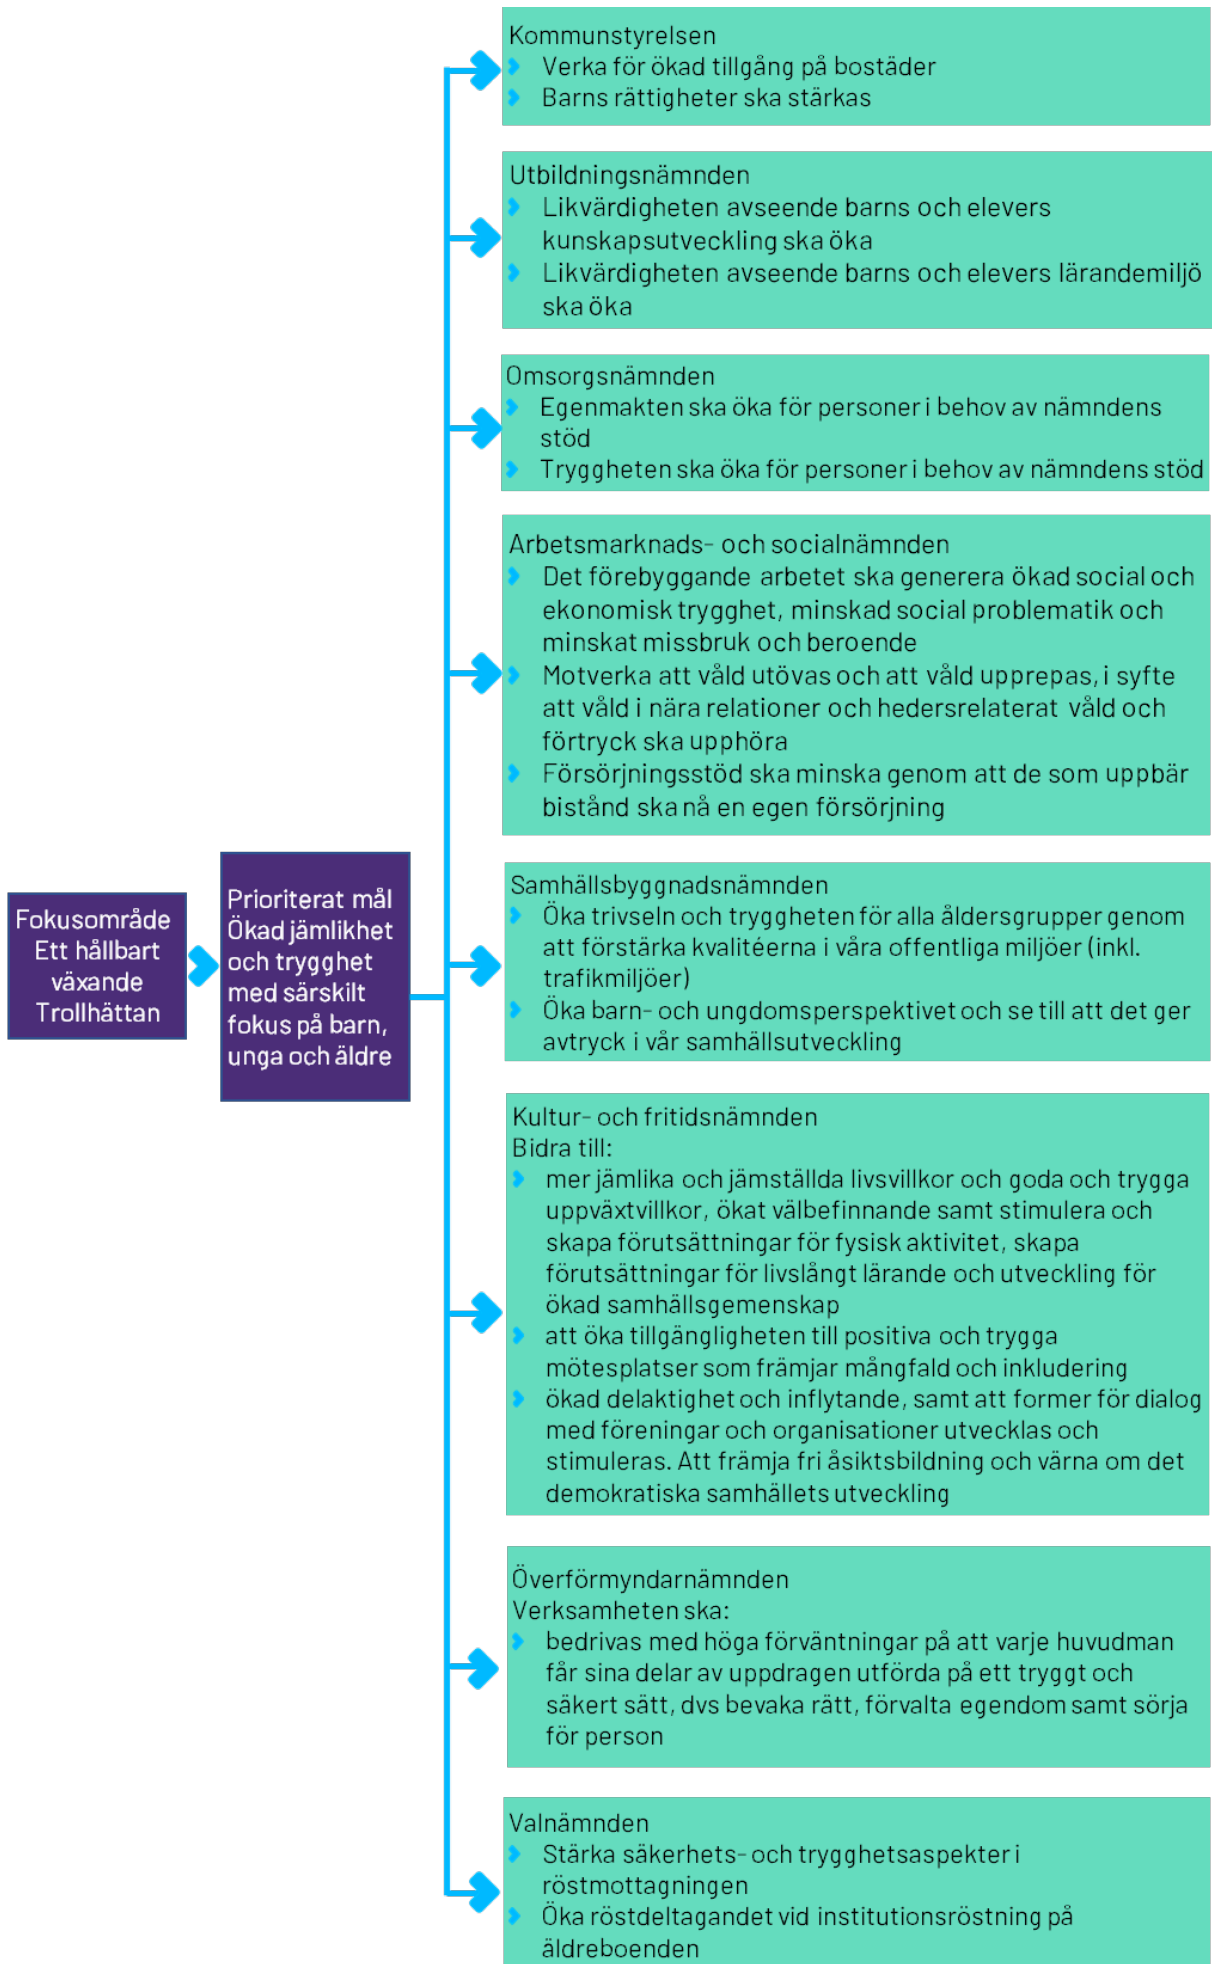 Fokusområde
Ett hållbart
växande
Trollhättan
Prioriterat mål
Ökad jämlikhet
och trygghet
med särskilt
fokus på barn,
unga och äldre
Kommunstyrelsen
Verka för ökad tillgång på bostäder
Barns rättigheter ska stärkas
Utbildningsnämnden
Likvärdigheten avseende barns och elevers
kunskapsutveckling ska öka
Likvärdigheten avseende barns och elevers lärandemiljö
ska öka
Omsorgsnämnden
Egenmakten ska öka för personer i behov av nämndens
stöd
Tryggheten ska öka för personer i behov av nämndens stöd
Arbetsmarknads- och socialnämnden
Det förebyggande arbetet ska generera ökad social och
ekonomisk trygghet, minskad social problematik och
minskat missbruk och beroende
Motverka att våld utövas och att våld upprepas, i syfte
att våld i nära relationer och hedersrelaterat våld och
förtryck ska upphöra
Försörjningsstöd ska minska genom att de som uppbär
bistånd ska nå en egen försörjning
Samhällsbyggnadsnämnden
Öka trivseln och tryggheten för alla åldersgrupper genom
att förstärka kvalitéerna i våra offentliga miljöer (inkl.
trafikmiljöer)
Öka barn- och ungdomsperspektivet och se till att det ger
avtryck i vår samhällsutveckling
Kultur- och fritidsnämnden
Bidra till:
mer jämlika och jämställda livsvillkor och goda och trygga
uppväxtvillkor, ökat välbefinnande samt stimulera och
skapa förutsättningar för fysisk aktivitet, skapa
förutsättningar för livslångt lärande och utveckling för
ökad samhällsgemenskap
att öka tillgängligheten till positiva och trygga
mötesplatser som främjar mångfald och inkludering
ökad delaktighet och inflytande, samt att former för dialog
med föreningar och organisationer utvecklas och
stimuleras. Att främja fri åsiktsbildning och värna om det
demokratiska samhällets utveckling
Överförmyndarnämnden
Verksamheten ska:
bedrivas med höga förväntningar på att varje huvudman
får sina delar av uppdragen utförda på ett tryggt och
säkert sätt, dvs bevaka rätt, förvalta egendom samt sörja
för person
Valnämnden
Stärka säkerhets- och trygghetsaspekter i
röstmottagningen
Öka röstdeltagandet vid institutionsröstning på
äldreboenden